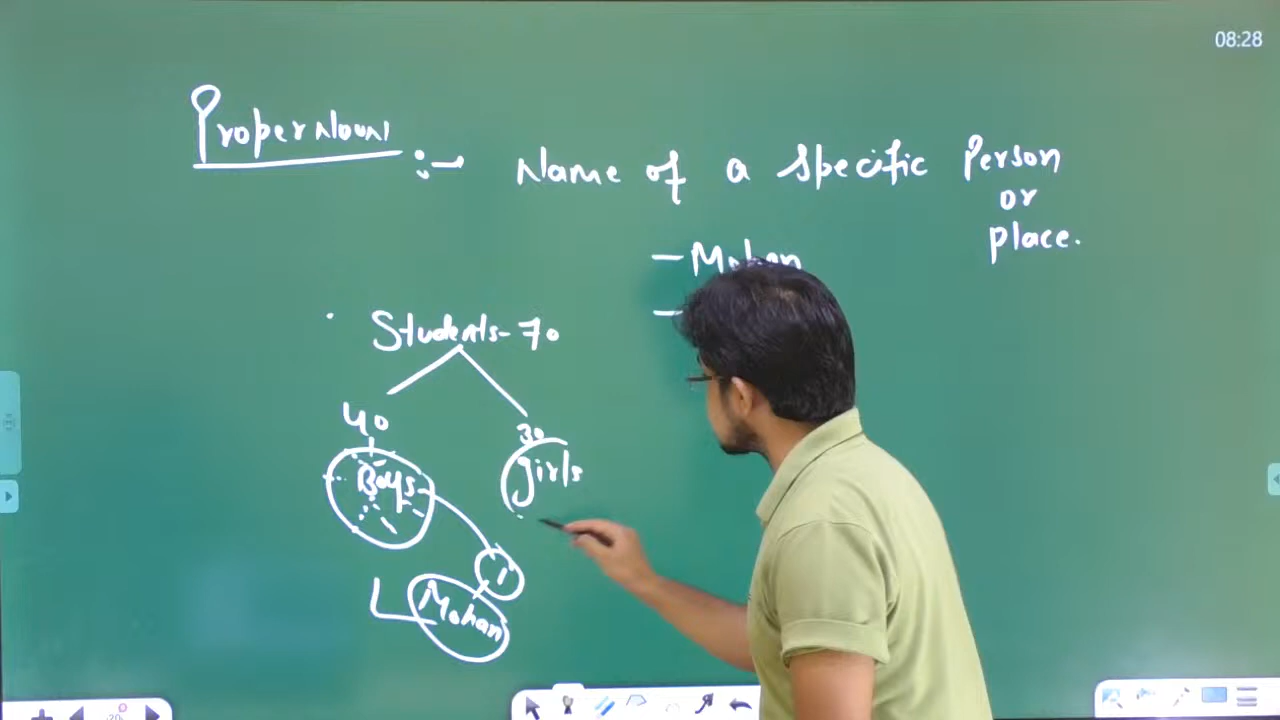 08:28
Proper Noun :- Name of a specific Person
or
place.
- Mohan
-
Students - 70
40 30
Boys girls
1
Mohan
20